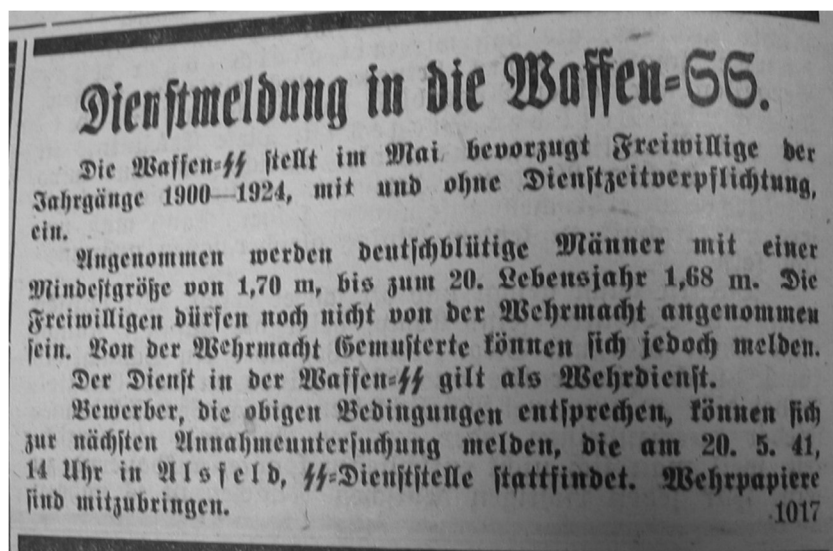 Dienstmeldung in die Waffen-SS.
Die Waffen-SS stellt im Mai bevorzugt Freiwillige der
Jahrgänge 1900—1924, mit und ohne Dienstzeitverpflichtung,
ein.
Angenommen werden deutschblütige Männer mit einer
Mindestgröße von 1,70 m, bis zum 20. Lebensjahr 1,68 m. Die
Freiwilligen dürfen noch nicht von der Wehrmacht angenommen
sein. Von der Wehrmacht Gemusterte können sich jedoch melden.
Der Dienst in der Waffen-SS gilt als Wehrdienst.
Bewerber, die obigen Bedingungen entsprechen, können sich
zur nächsten Annahmeuntersuchung melden, die am 20. 5. 41,
14 Uhr in Alsfeld, SS-Dienststelle stattfindet. Wehrpapiere
sind mitzubringen. 1017